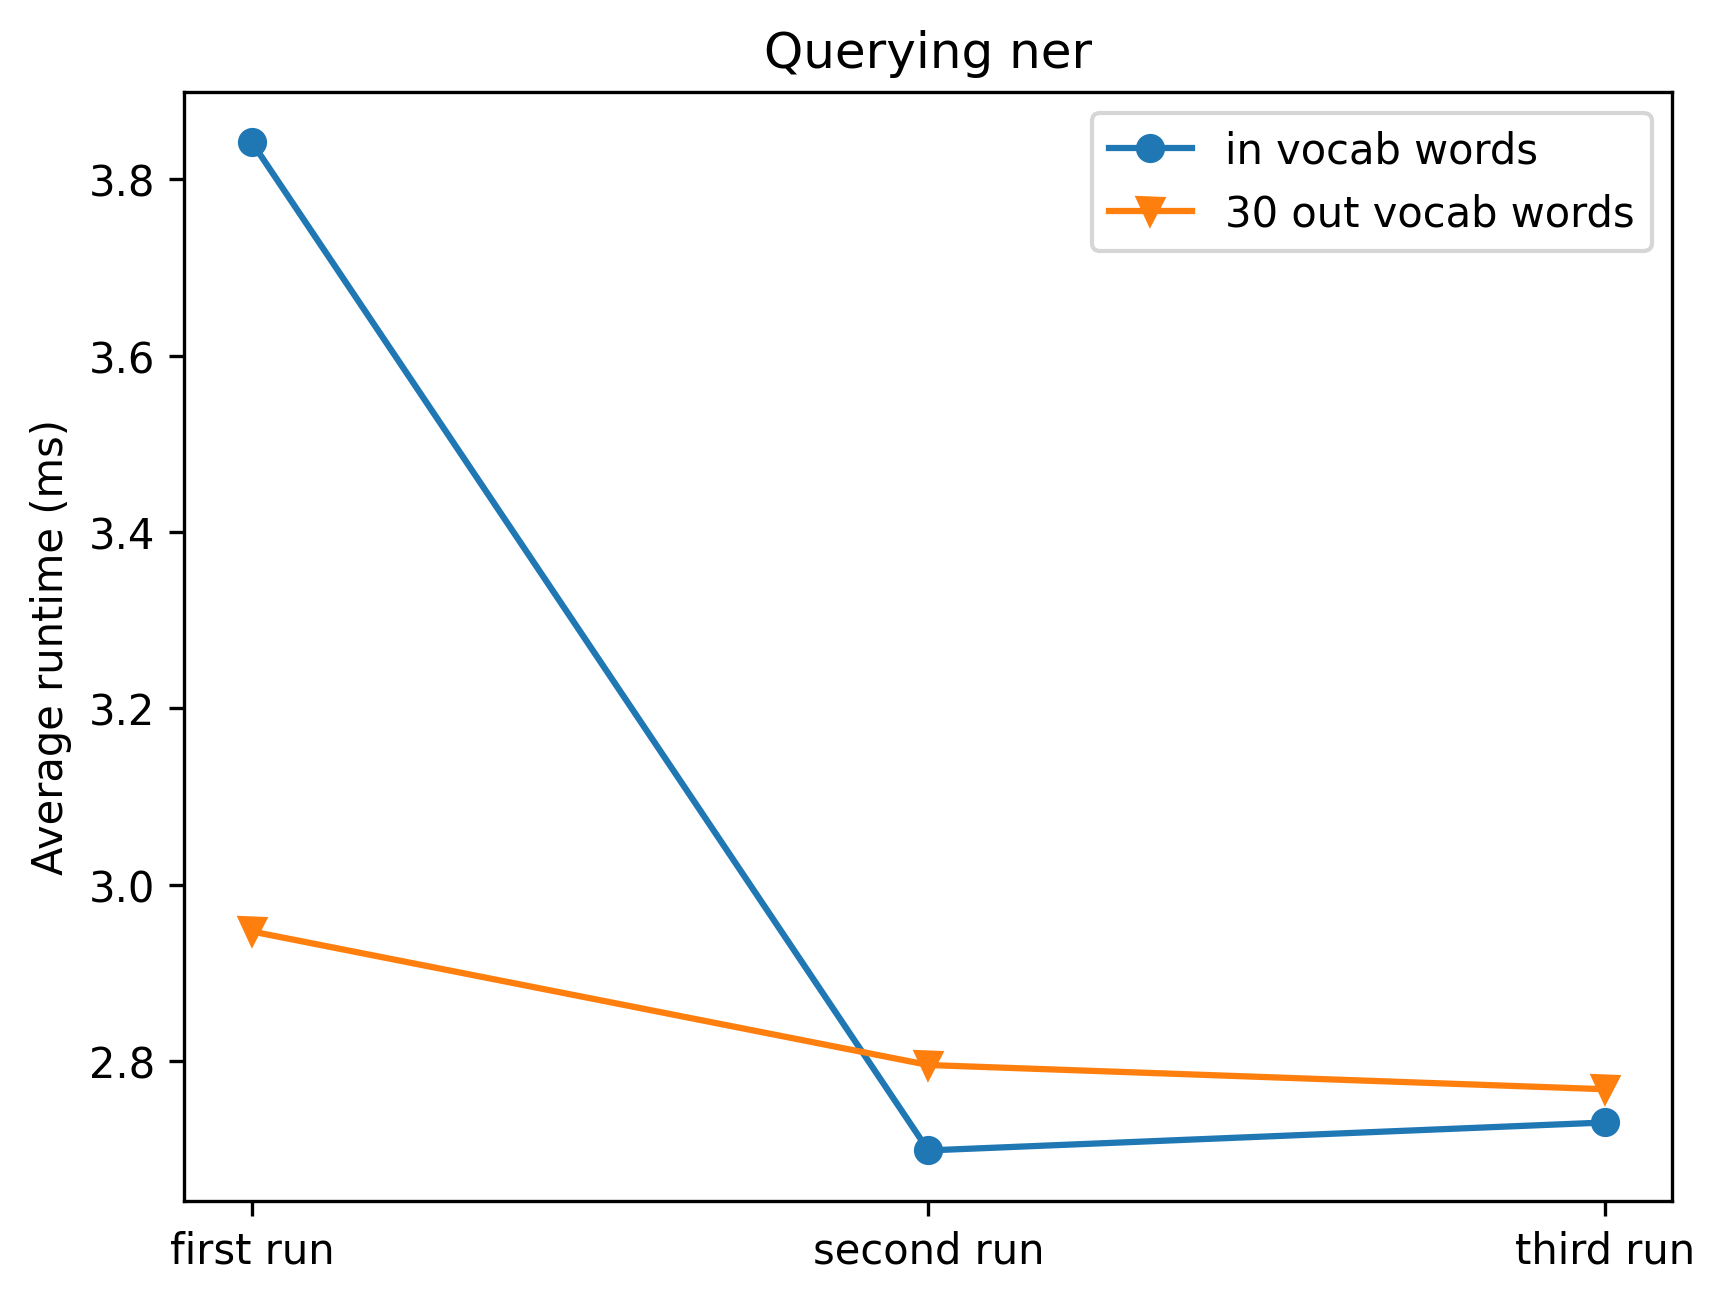 Querying ner
in vocab words
30 out vocab words
Average runtime (ms)
3.8
3.6
3.4
3.2
3.0
2.8
first run
second run
third run